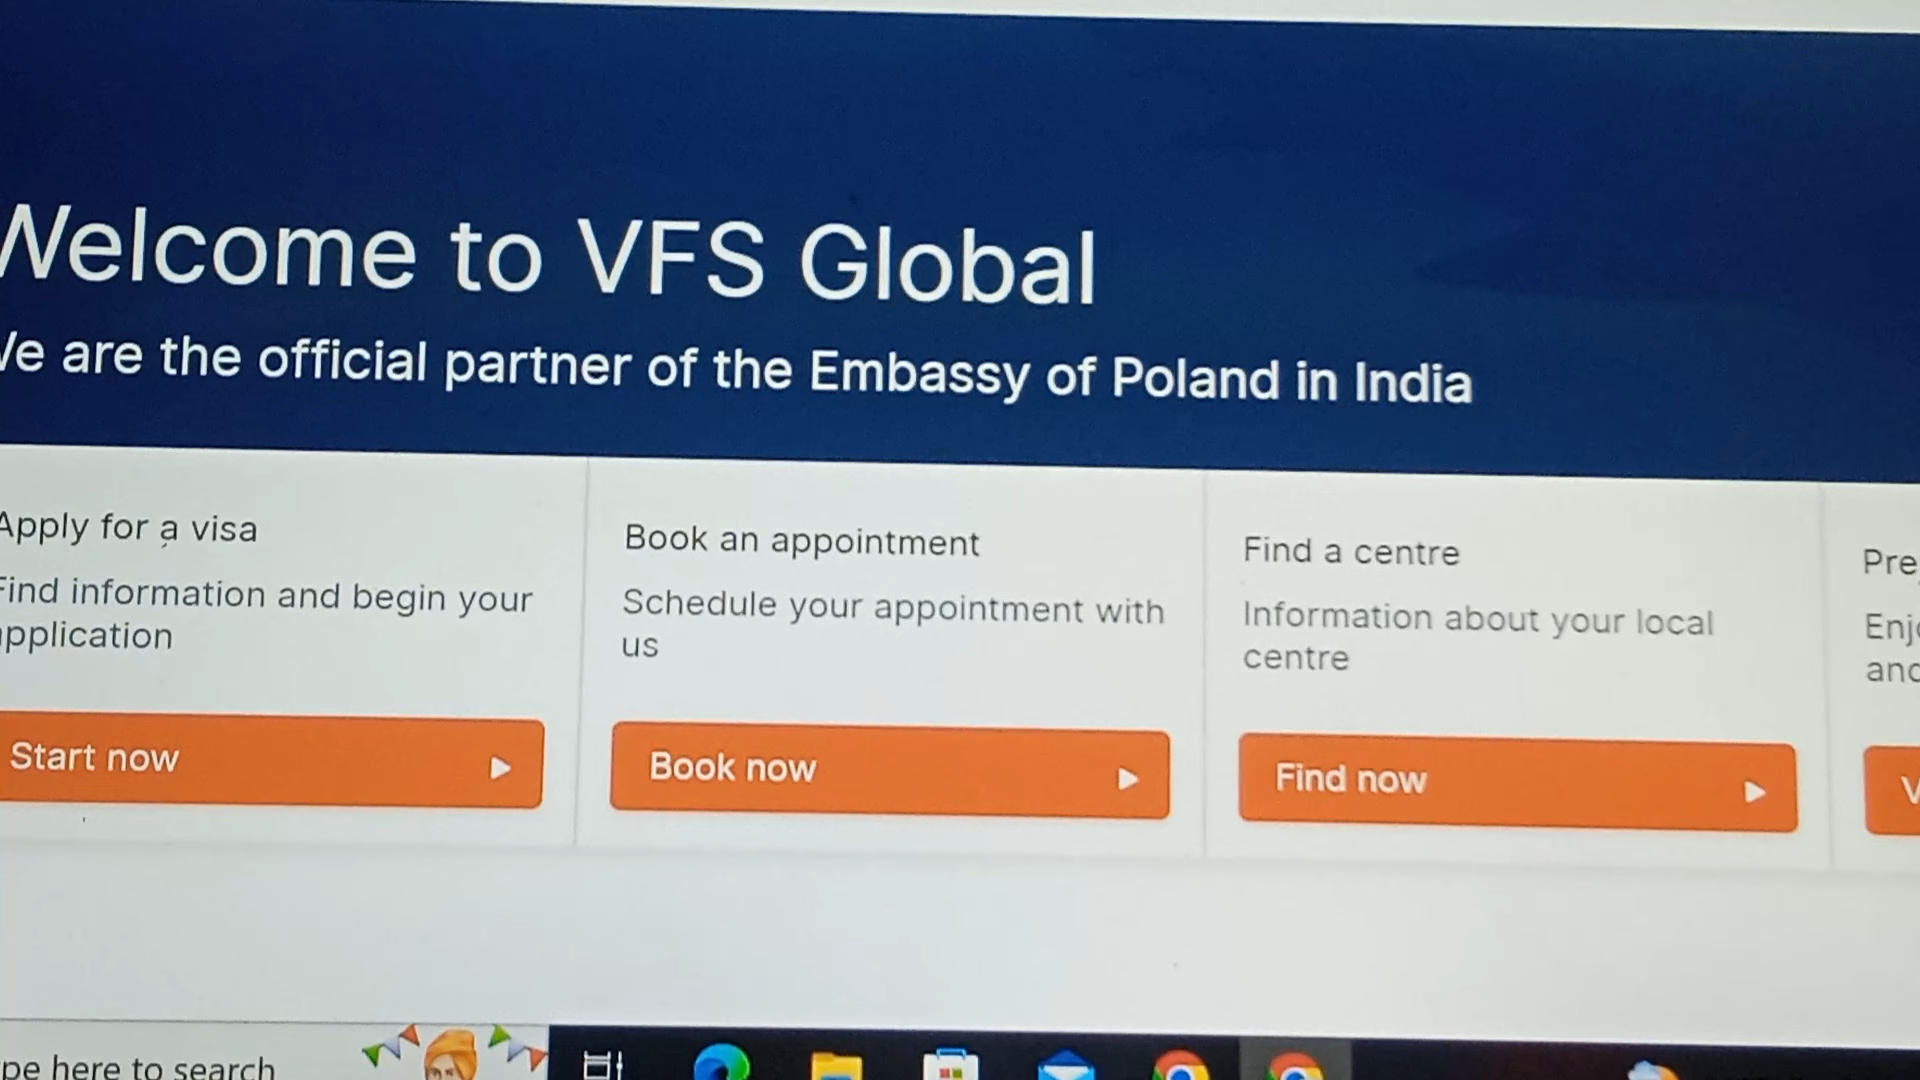 Welcome to VFS Global
We are the official partner of the Embassy of Poland in India
Apply for a visa
Find information and begin your
application
Start now
Book an appointment
Schedule your appointment with
us
Book now
Find a centre
Information about your local
centre
Find now
Pre
Enj
and
V
pe here to search